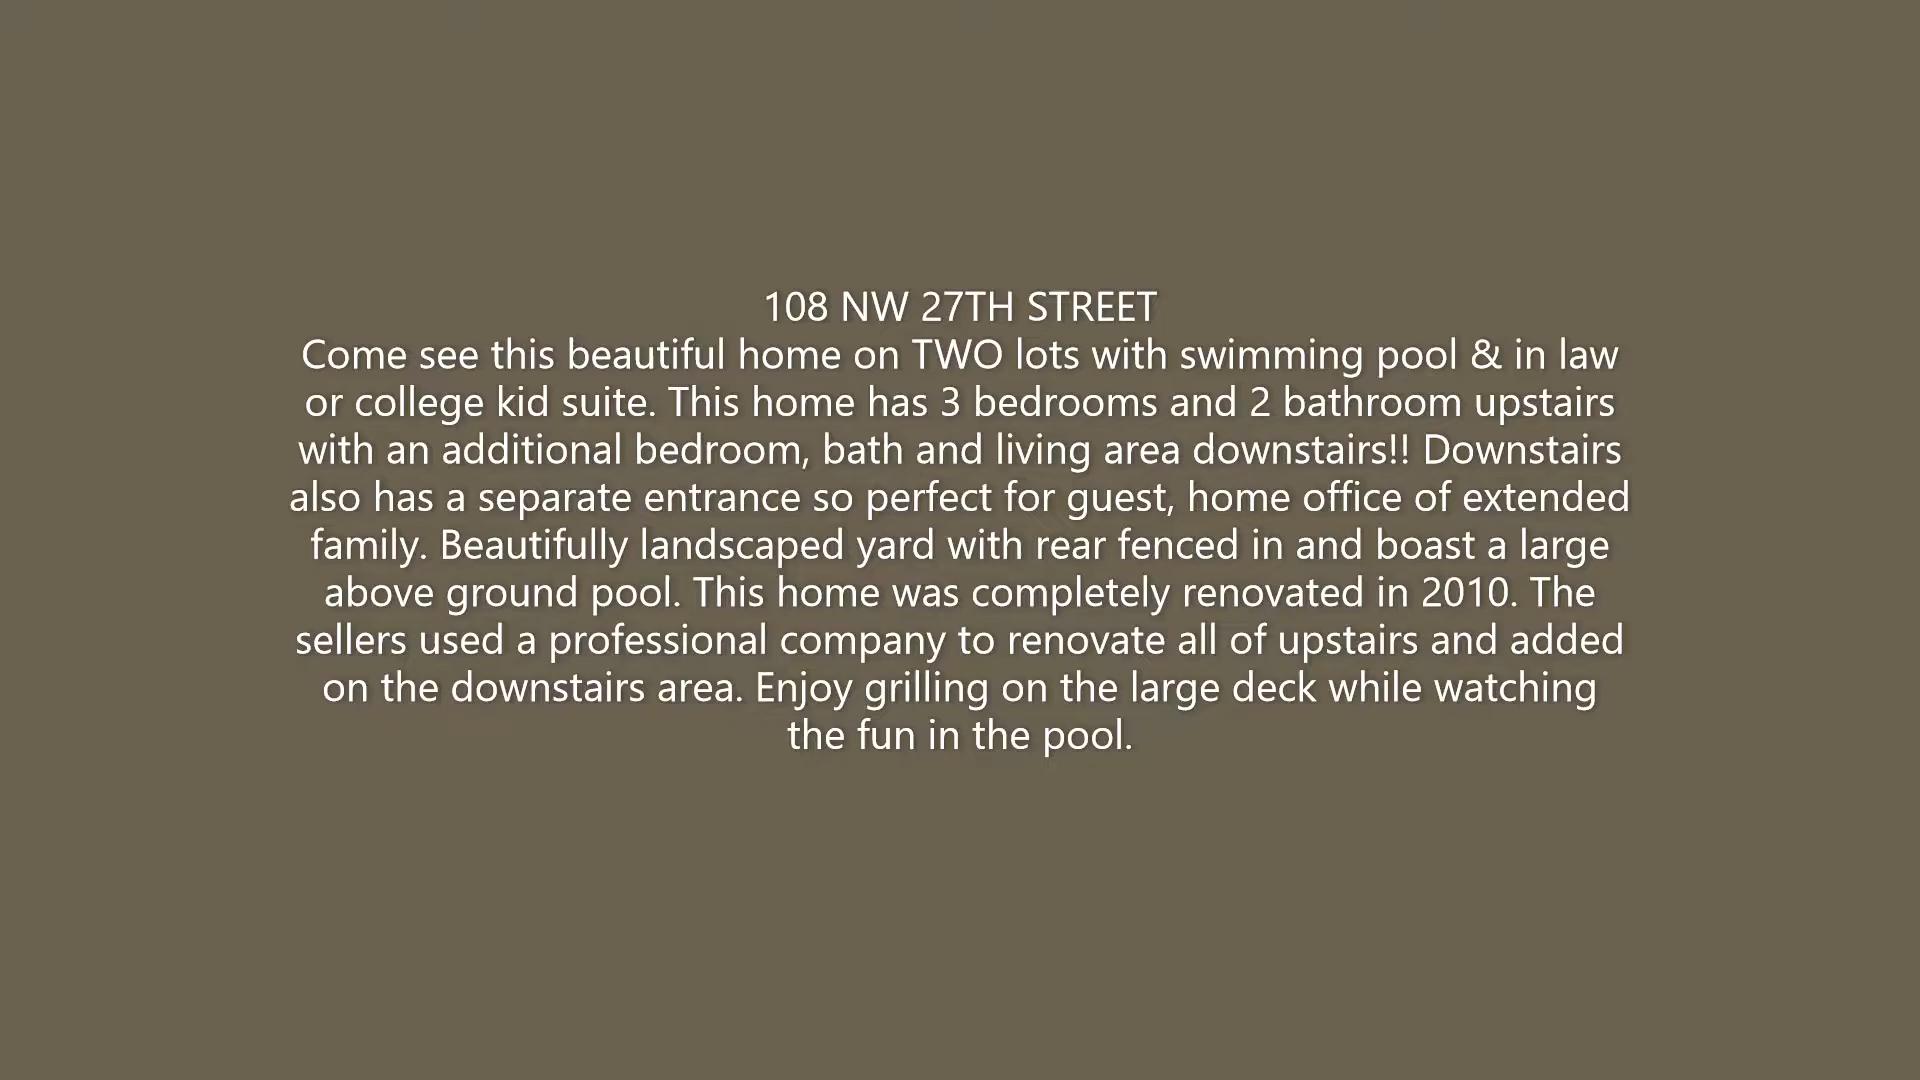 108 NW 27TH STREET
Come see this beautiful home on TWO lots with swimming pool & in law
or college kid suite. This home has 3 bedrooms and 2 bathroom upstairs
with an additional bedroom, bath and living area downstairs!! Downstairs
also has a separate entrance so perfect for guest, home office of extended
family. Beautifully landscaped yard with rear fenced in and boast a large
above ground pool. This home was completely renovated in 2010. The
sellers used a professional company to renovate all of upstairs and added
on the downstairs area. Enjoy grilling on the large deck while watching
the fun in the pool.